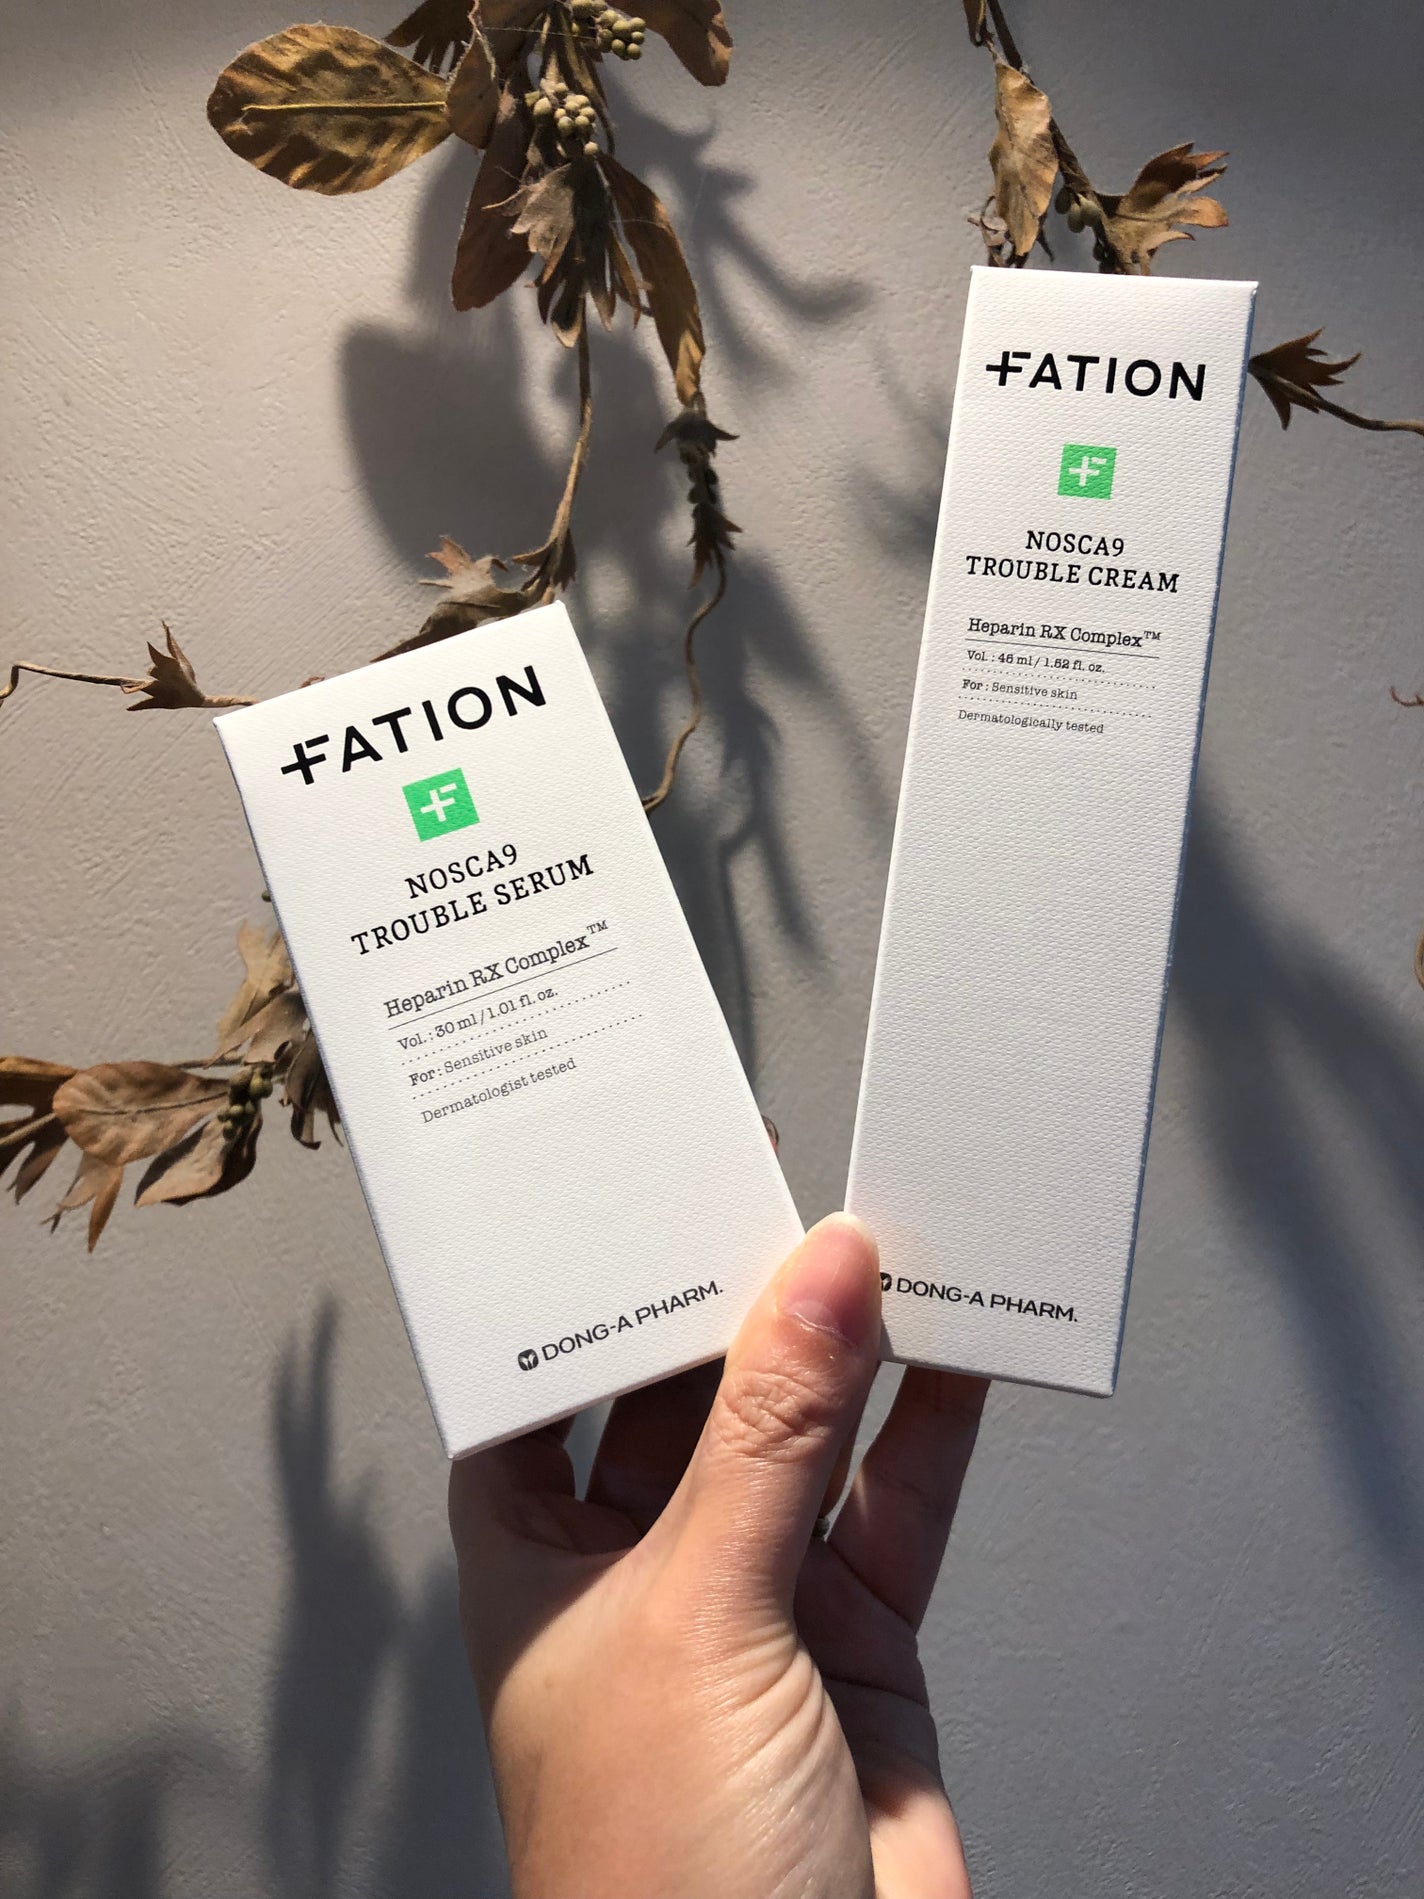 FATION
F
NOSCA9
TROUBLE SERUM
Heparin RX Complex™
Vol. : 30 ml / 1.01 fl. oz.
For : Sensitive skin
Dermatologist tested
DONG-A PHARM.
FATION
F
NOSCA9
TROUBLE CREAM
Heparin RX Complex™
Vol. : 45 ml / 1.52 fl. oz.
For : Sensitive skin
Dermatologically tested
DONG-A PHARM.